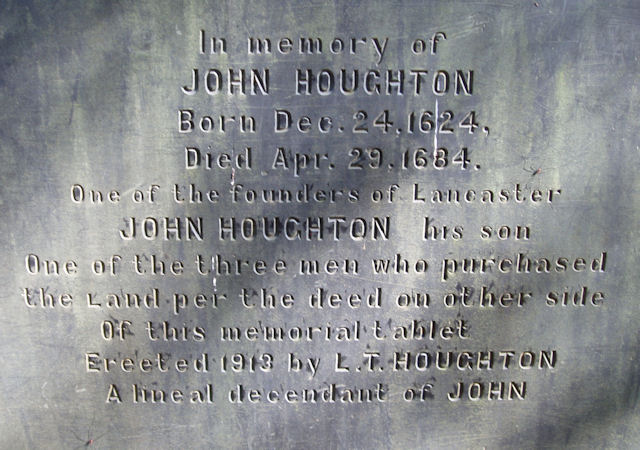 In memory of
JOHN HOUGHTON
Born Dec. 24. 1624,
Died Apr. 29. 1684.
One of the founders of Lancaster
JOHN HOUGHTON his son
One of the three men who purchased
the Land per the deed on other side
Of this memorial tablet
Erected 1913 by L.T. HOUGHTON
A lineal decendant of JOHN